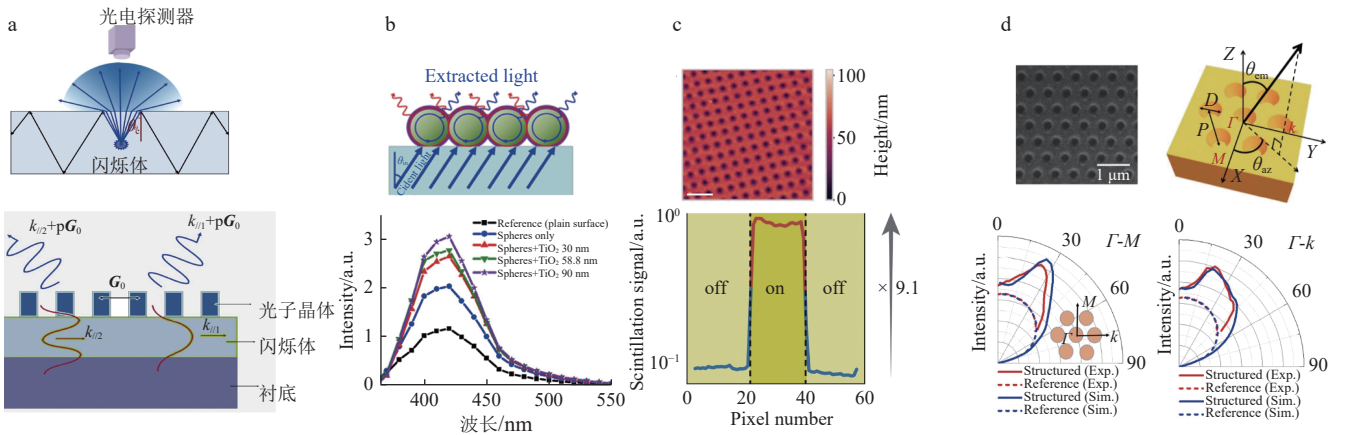 a
光电探测器
θc
闪烁体
k//2+pG0
k//1+pG0
G0
光子晶体
k//2
k//1
闪烁体
衬底
b
Extracted light
θin
Cident light
Reference (plain surface)
Spheres only
Spheres+TiO2 30 nm
Spheres+TiO2 58.8 nm
Spheres+TiO2 90 nm
Intensity/a.u.
3
2
1
0
400
450
500
550
波长/nm
c
100
50
0
Height/nm
Scintillation signal/a.u.
10⁰
10⁻¹
off
on
off
× 9.1
0
20
40
60
Pixel number
d
1 μm
Z
θem
D
Γ
k
P
Y
M
X
θaz
0
30
Γ-M
60
90
Intensity/a.u.
M
Γ
k
Structured (Exp.)
Reference (Exp.)
Structured (Sim.)
Reference (Sim.)
0
30
Γ-k
60
90
Intensity/a.u.
Structured (Exp.)
Reference (Exp.)
Structured (Sim.)
Reference (Sim.)